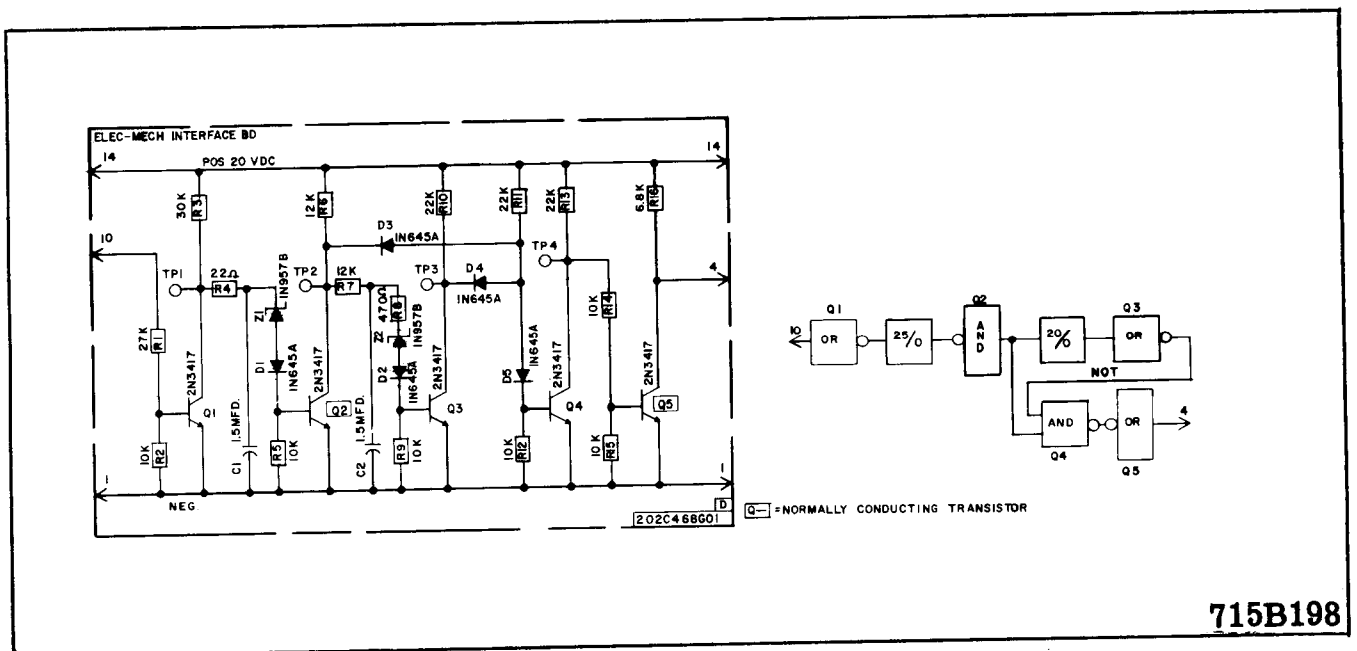 ELEC-MECH INTERFACE BD
14
POS 20 VDC
14
30K
R3
12K
R6
22K
R10
22K
R11
22K
R13
6.8K
R16
10
D3
1N645A
TP1
22Ω
R4
1N957B
Z1
TP2
12K
R7
470Ω
R8
1N957B
Z2
TP3
D4
1N645A
TP4
10K
R14
4
27K
R1
D1
1N645A
2N3417
D2
1N645A
2N3417
D5
1N645A
2N3417
2N3417
2N3417
Q1
Q2
Q3
Q4
Q5
10K
R2
C1
1.5MFD.
R5
10K
C2
1.5MFD.
R9
10K
10K
R12
10K
R15
1
NEG.
1
D
202C468G01
Q— =NORMALLY CONDUCTING TRANSISTOR
Q1
10
OR
25/0
Q2
AND
20/0
Q3
OR
NOT
AND
Q4
OR
Q5
4
715B198